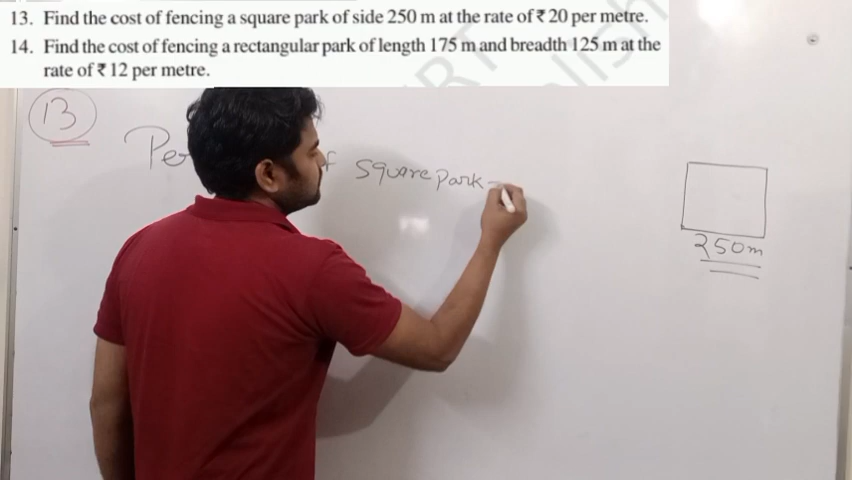 13. Find the cost of fencing a square park of side 250 m at the rate of ₹ 20 per metre.
14. Find the cost of fencing a rectangular park of length 175 m and breadth 125 m at the
rate of ₹ 12 per metre.
13
square park =
250m